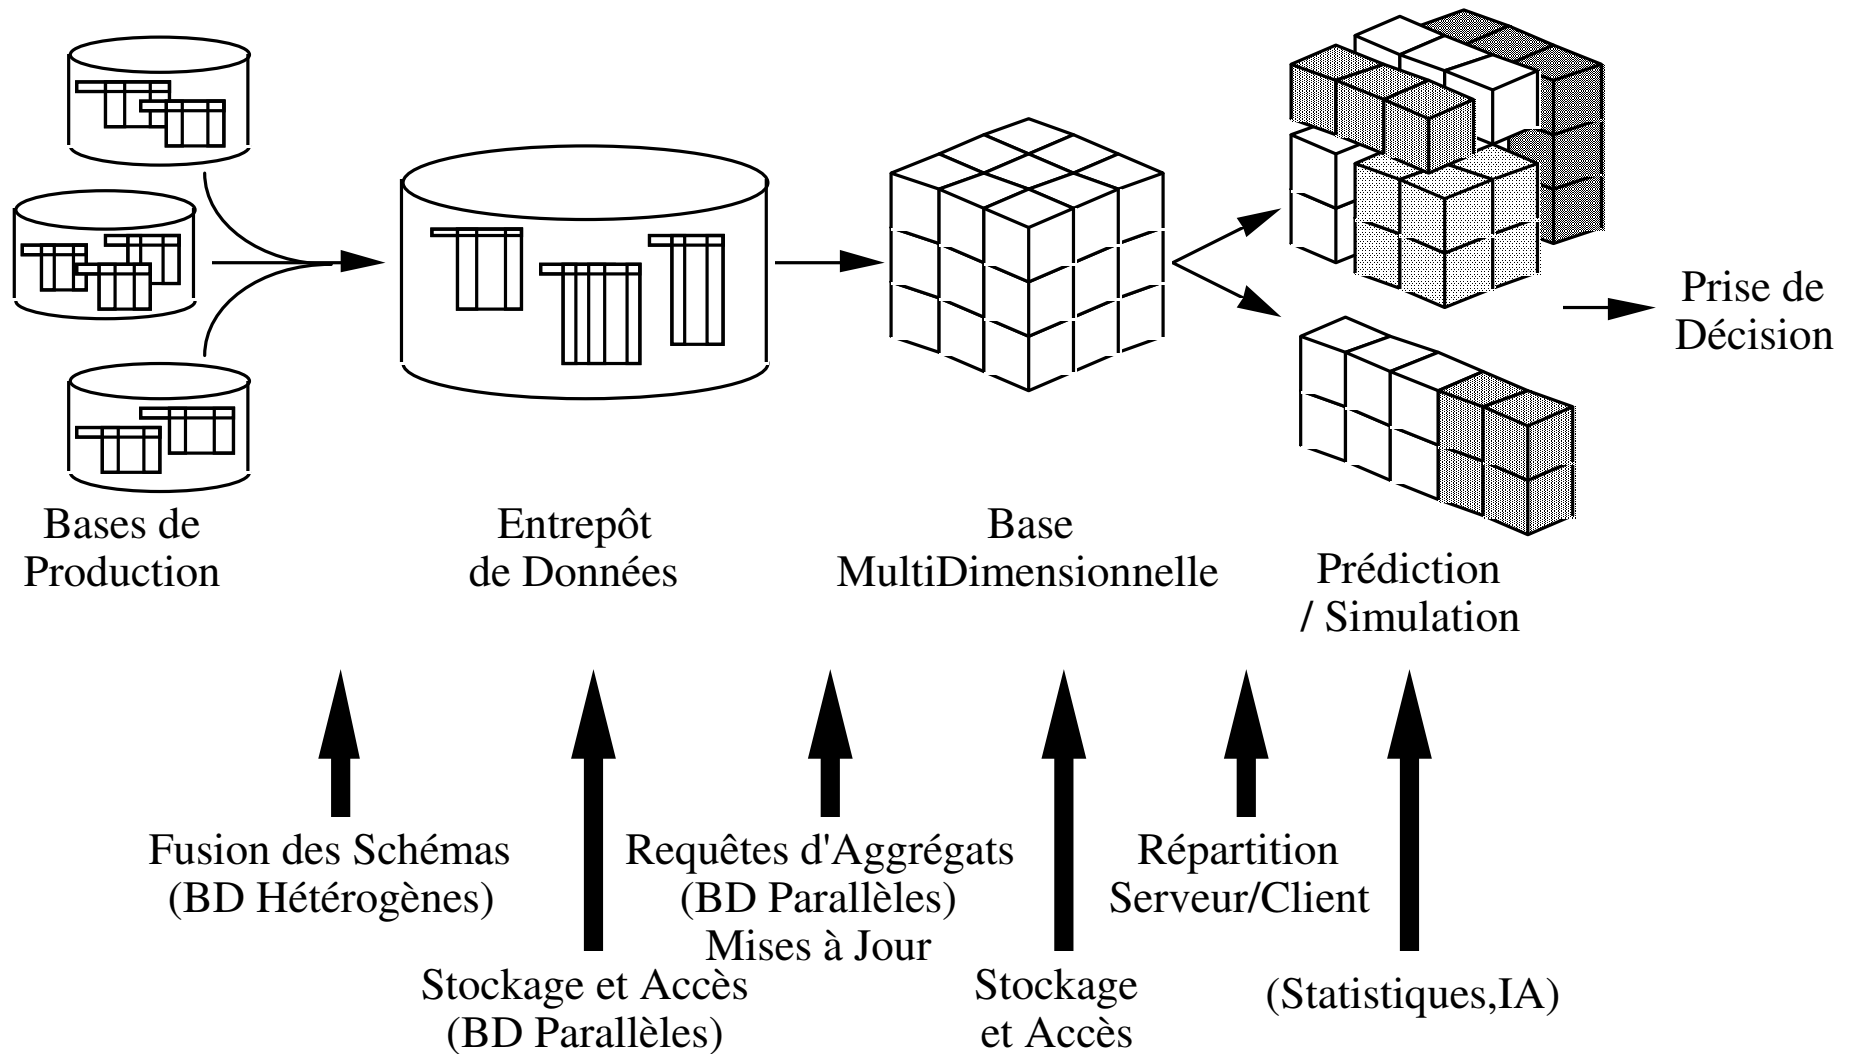 Prise de
Décision
Bases de
Production
Entrepôt
de Données
Base
MultiDimensionnelle
Prédiction
/ Simulation
Fusion des Schémas
(BD Hétérogènes)
Stockage et Accès
(BD Parallèles)
Requêtes d'Aggrégats
(BD Parallèles)
Mises à Jour
Stockage
et Accès
Répartition
Serveur/Client
(Statistiques,IA)